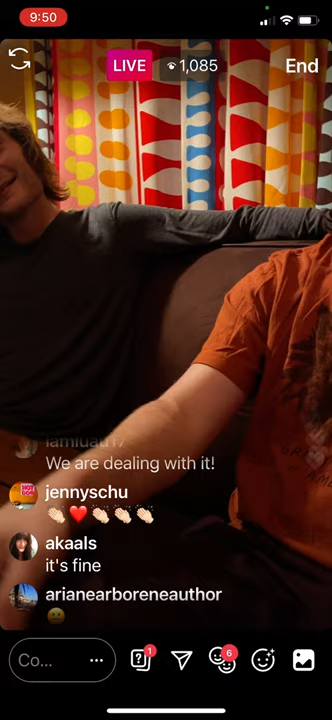 9:50
LIVE 1,085 End
We are dealing with it!
jennyschu
👏🏻❤️👏🏻👏🏻👏🏻
akaals
it's fine
arianearboreneauthor
😐
Co...
1
6